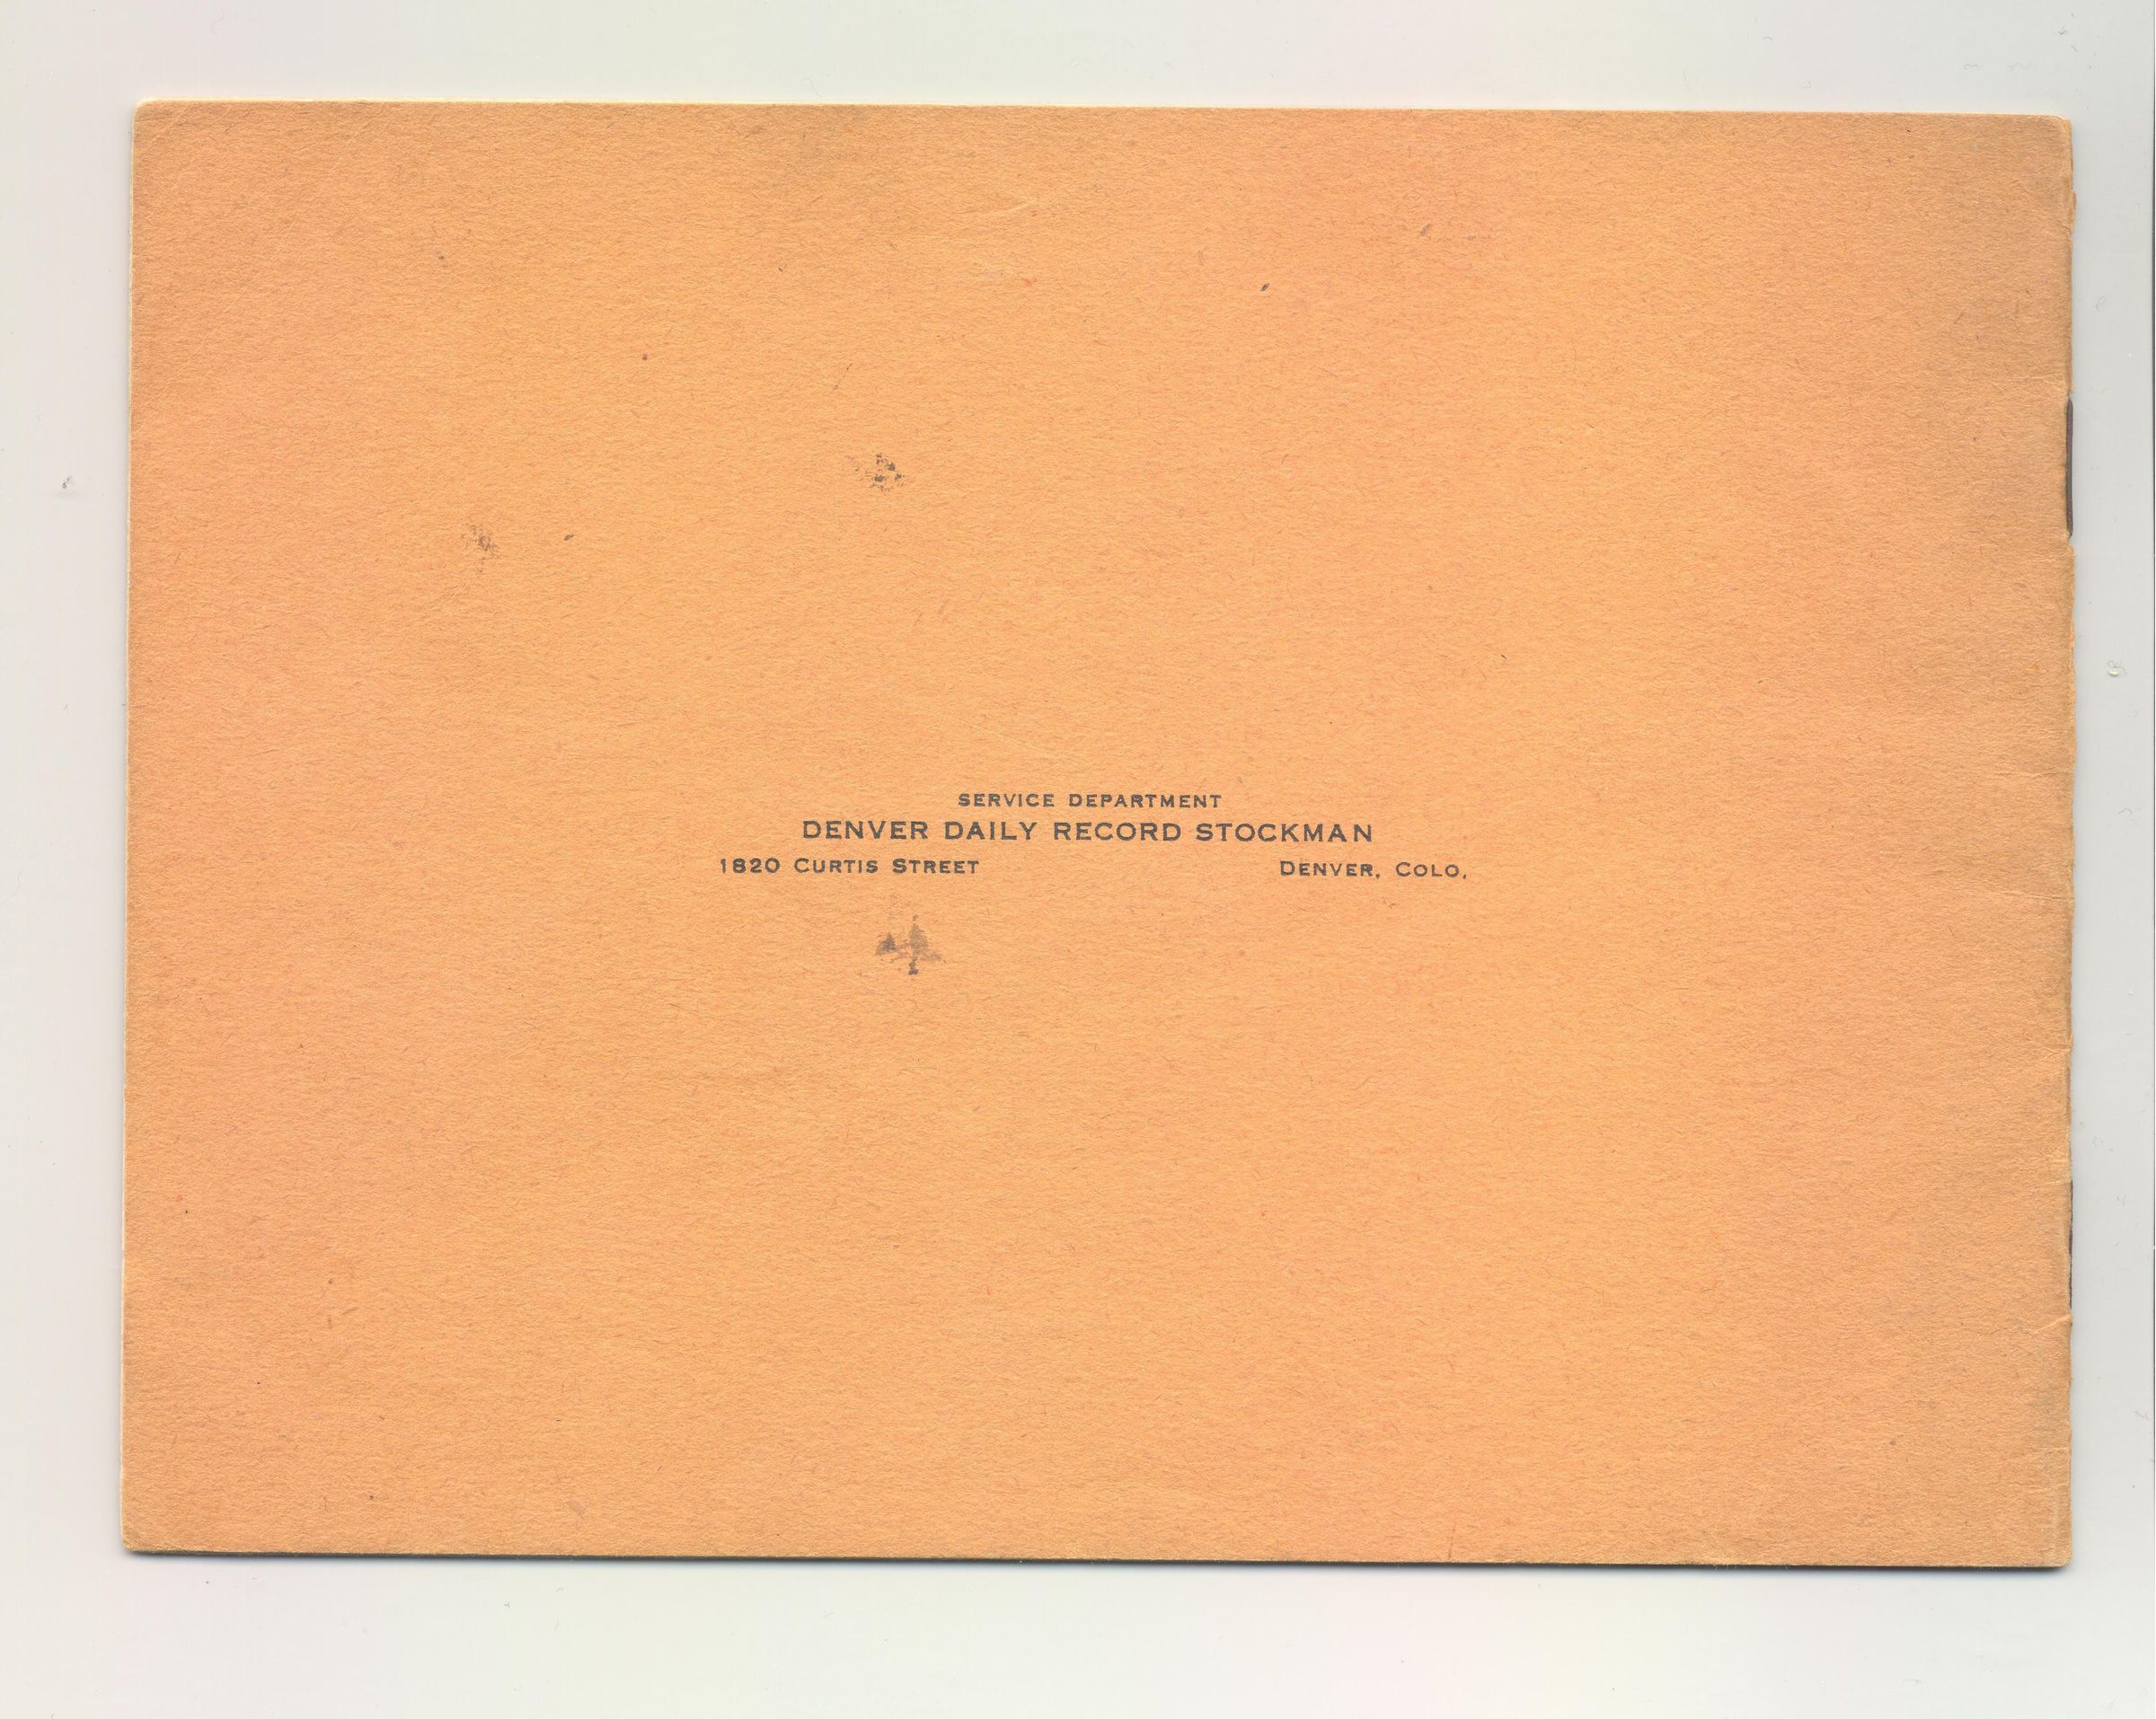 SERVICE DEPARTMENT
DENVER DAILY RECORD STOCKMAN
1820 CURTIS STREET DENVER, COLO.